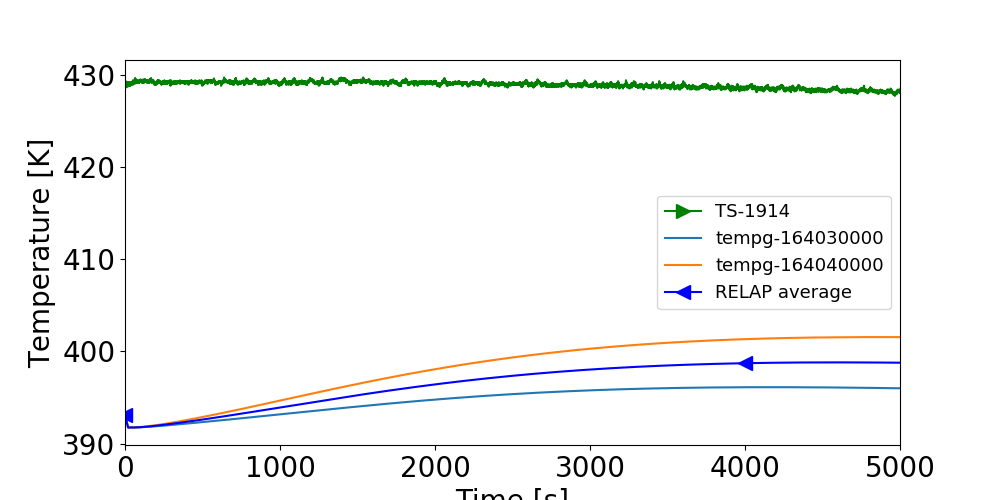 430
420
410
400
390
Temperature [K]
TS-1914
tempg-164030000
tempg-164040000
RELAP average
0 1000 2000 3000 4000 5000
Time [s]